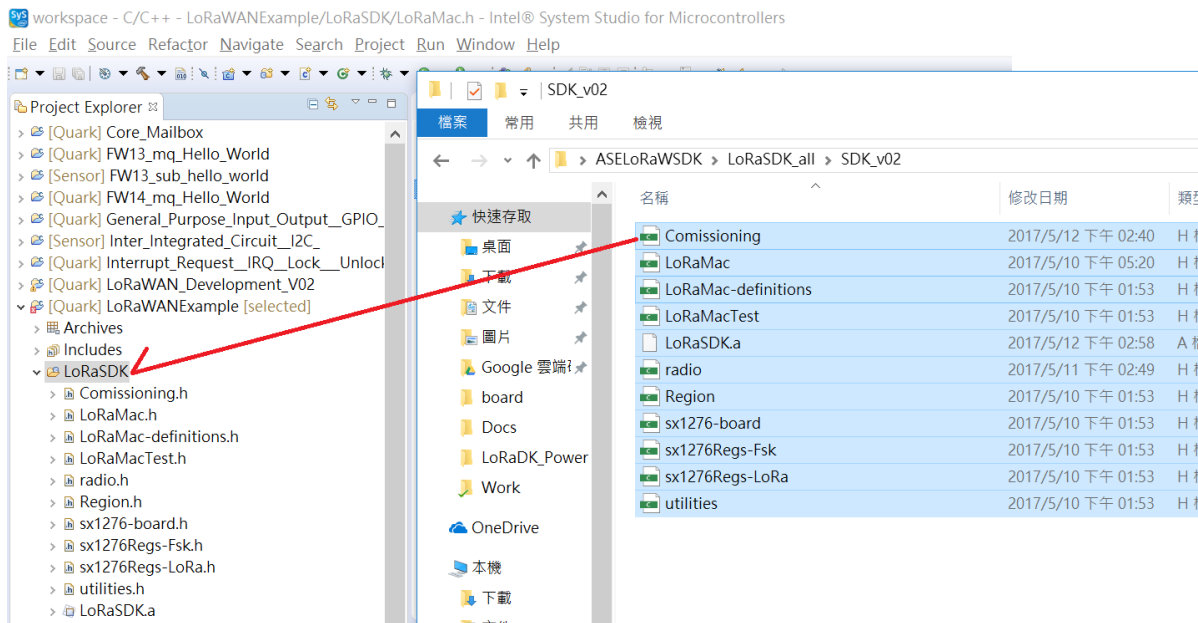 workspace - C/C++ - LoRaWANExample/LoRaSDK/LoRaMac.h - Intel® System Studio for Microcontrollers
File Edit Source Refactor Navigate Search Project Run Window Help
Project Explorer
[Quark] Core_Mailbox
[Quark] FW13_mq_Hello_World
[Sensor] FW13_sub_hello_world
[Quark] FW14_mq_Hello_World
[Quark] General_Purpose_Input_Output__GPIO_
[Sensor] Inter_Integrated_Circuit__I2C_
[Quark] Interrupt_Request__IRQ__Lock___Unlock
[Quark] LoRaWAN_Development_V02
[Quark] LoRaWANExample [selected]
Archives
Includes
LoRaSDK
Comissioning.h
LoRaMac.h
LoRaMac-definitions.h
LoRaMacTest.h
radio.h
Region.h
sx1276-board.h
sx1276Regs-Fsk.h
sx1276Regs-LoRa.h
utilities.h
LoRaSDK.a
SDK_v02
檔案 常用 共用 檢視
ASELoRaWSDK > LoRaSDK_all > SDK_v02
快速存取
桌面
下載
文件
圖片
Google 雲端
board
Docs
LoRaDK_Power
Work
OneDrive
本機
下載
名稱 修改日期
Comissioning 2017/5/12 下午 02:40 H
LoRaMac 2017/5/10 下午 05:20 H
LoRaMac-definitions 2017/5/10 下午 01:53 H
LoRaMacTest 2017/5/10 下午 01:53 H
LoRaSDK.a 2017/5/12 下午 02:58 A
radio 2017/5/11 下午 02:49 H
Region 2017/5/10 下午 01:53 H
sx1276-board 2017/5/10 下午 01:53 H
sx1276Regs-Fsk 2017/5/10 下午 01:53 H
sx1276Regs-LoRa 2017/5/10 下午 01:53 H
utilities 2017/5/10 下午 01:53 H